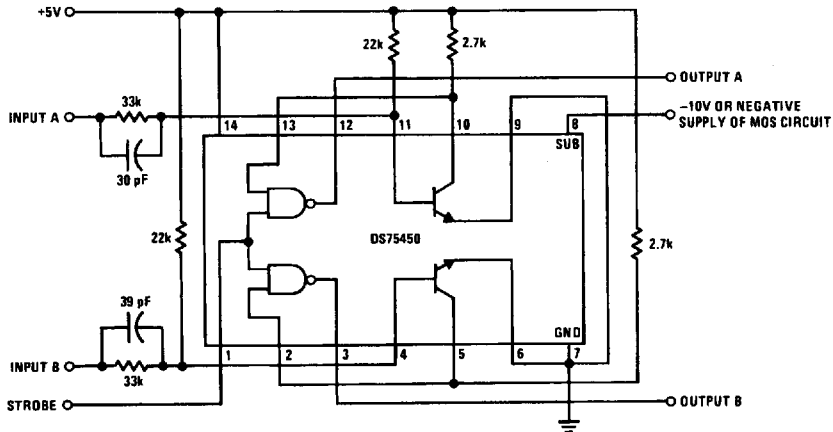 +5V
22k
2.7k
OUTPUT A
33k
INPUT A
-10V OR NEGATIVE
SUPPLY OF MOS CIRCUIT
14 13 12 11 10 9 8
SUB
30 pF
DS75450
22k
2.7k
39 pF
GND
1 2 3 4 5 6 7
INPUT B
33k
STROBE
OUTPUT B